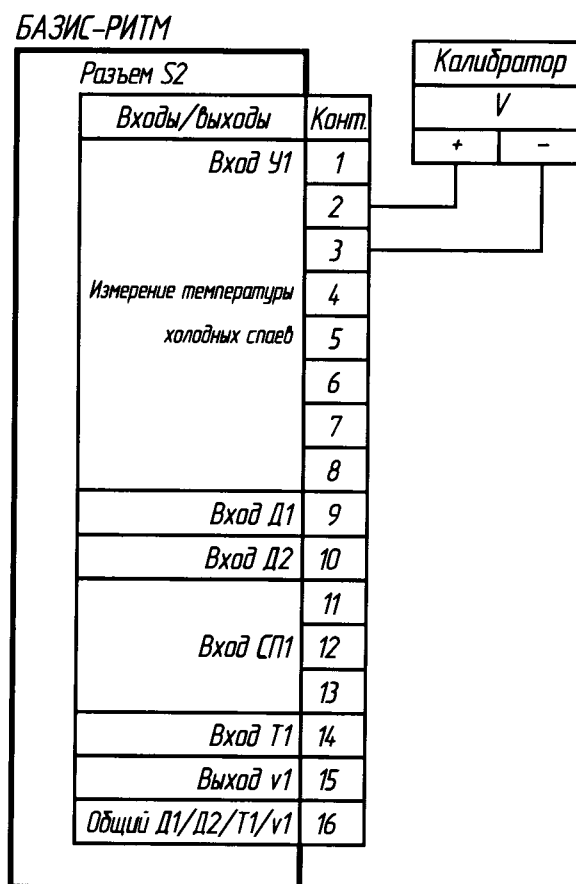 БАЗИС-РИТМ
Разъем S2
Входы/выходы Конт.
Вход У1 1
2
3
Измерение температуры 4
холодных спаев 5
6
7
8
Вход Д1 9
Вход Д2 10
11
Вход СП1 12
13
Вход Т1 14
Выход v1 15
Общий Д1/Д2/Т1/v1 16
Калибратор
V
+ -